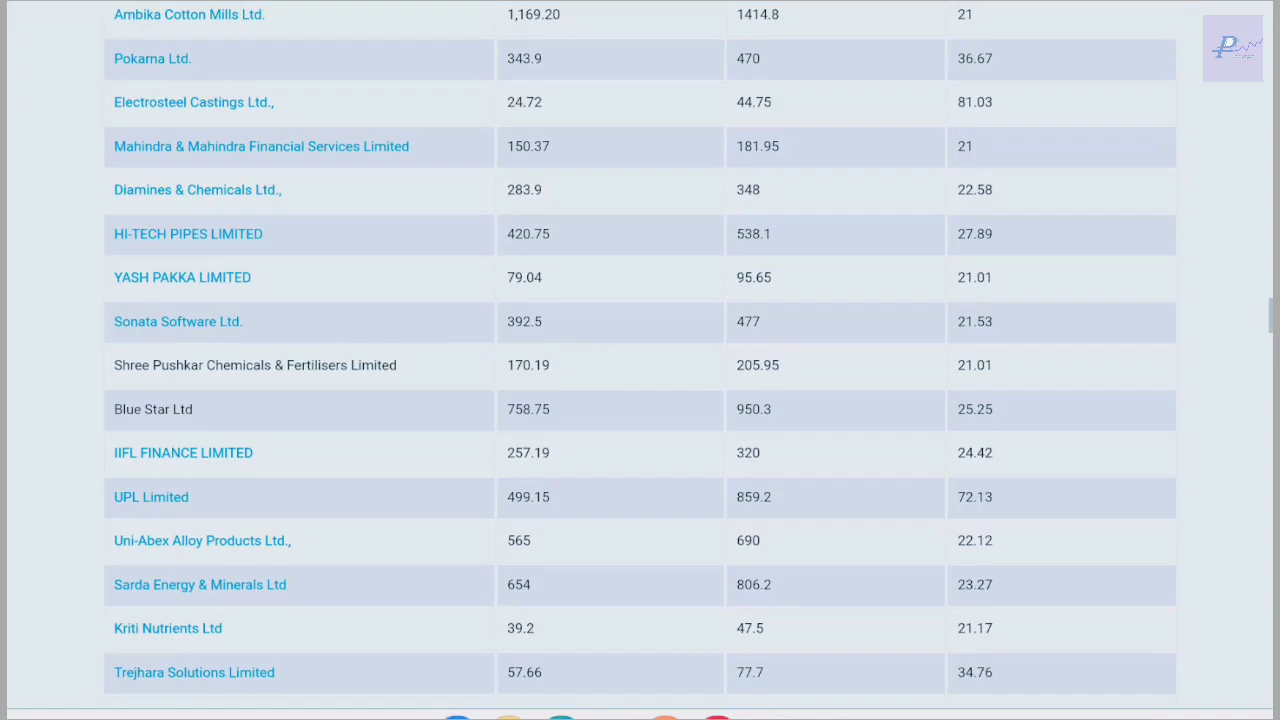 Ambika Cotton Mills Ltd. 1,169.20 1414.8 21
Pokarna Ltd. 343.9 470 36.67
Electrosteel Castings Ltd., 24.72 44.75 81.03
Mahindra & Mahindra Financial Services Limited 150.37 181.95 21
Diamines & Chemicals Ltd., 283.9 348 22.58
HI-TECH PIPES LIMITED 420.75 538.1 27.89
YASH PAKKA LIMITED 79.04 95.65 21.01
Sonata Software Ltd. 392.5 477 21.53
Shree Pushkar Chemicals & Fertilisers Limited 170.19 205.95 21.01
Blue Star Ltd 758.75 950.3 25.25
IIFL FINANCE LIMITED 257.19 320 24.42
UPL Limited 499.15 859.2 72.13
Uni-Abex Alloy Products Ltd., 565 690 22.12
Sarda Energy & Minerals Ltd 654 806.2 23.27
Kriti Nutrients Ltd 39.2 47.5 21.17
Trejhara Solutions Limited 57.66 77.7 34.76